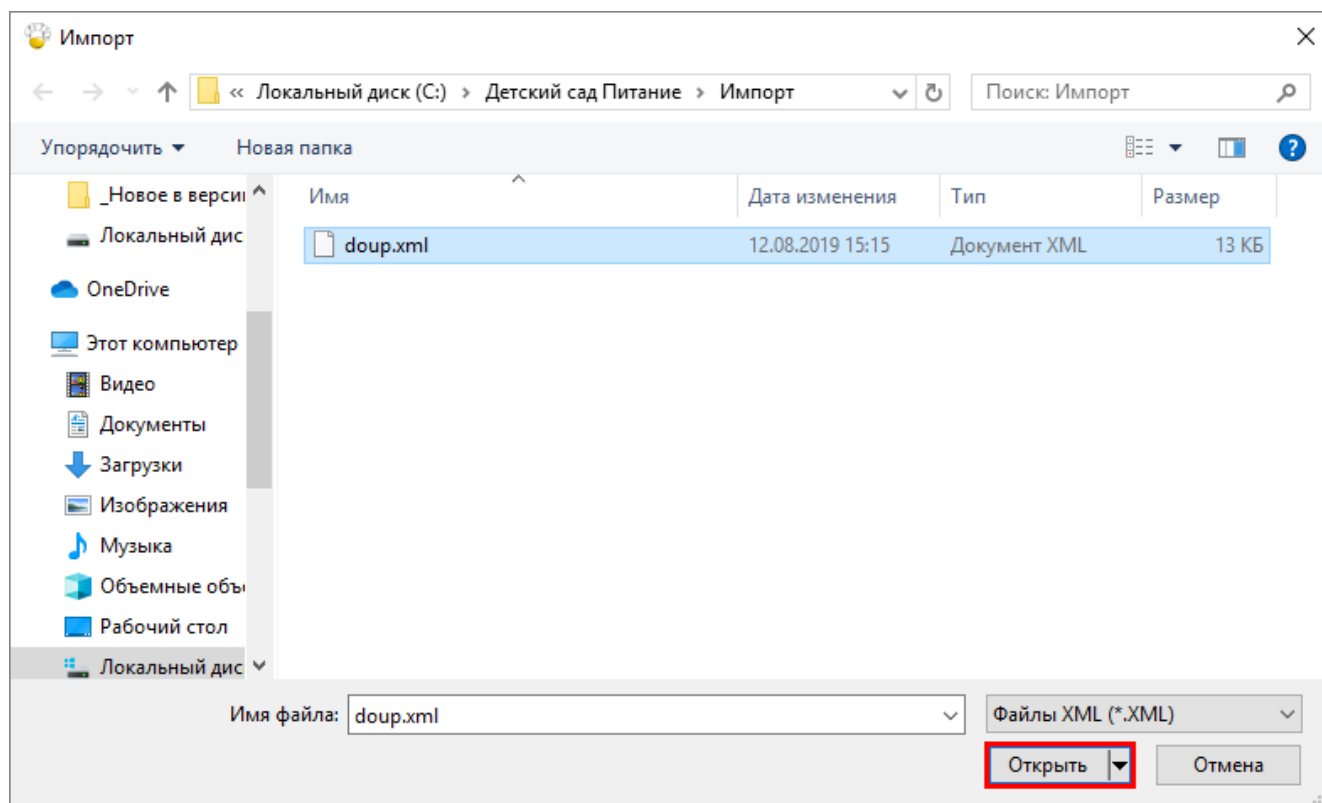 Импорт
« Локальный диск (C:) › Детский сад Питание › Импорт
Поиск: Импорт
Упорядочить
Новая папка
Имя
Дата изменения
Тип
Размер
doup.xml
12.08.2019 15:15
Документ XML
13 КБ
_Новое в верси
Локальный дис
OneDrive
Этот компьютер
Видео
Документы
Загрузки
Изображения
Музыка
Объемные объ
Рабочий стол
Локальный дис
Имя файла:
doup.xml
Файлы XML (*.XML)
Открыть
Отмена